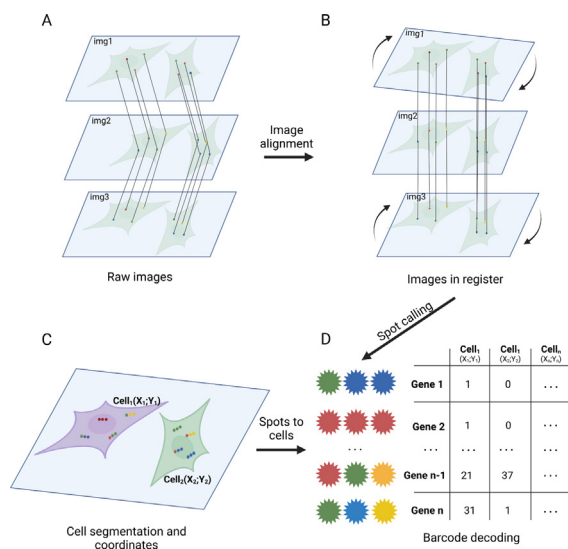 A
img1
img2
img3
Raw images
Image
alignment
B
img1
img2
img3
Images in register
Spot calling
C
Cell₁(X₁;Y₁)
Cell₂(X₂;Y₂)
Cell segmentation and
coordinates
Spots to
cells
D
Cell₁ Cell₁ Cellₙ
(X₁;Y₁) (X₂;Y₂) (Xₙ;Yₙ)
Gene 1 1 0 ...
Gene 2 1 0 ...
... ... ... ...
Gene n-1 21 37 ...
Gene n 31 1 ...
Barcode decoding